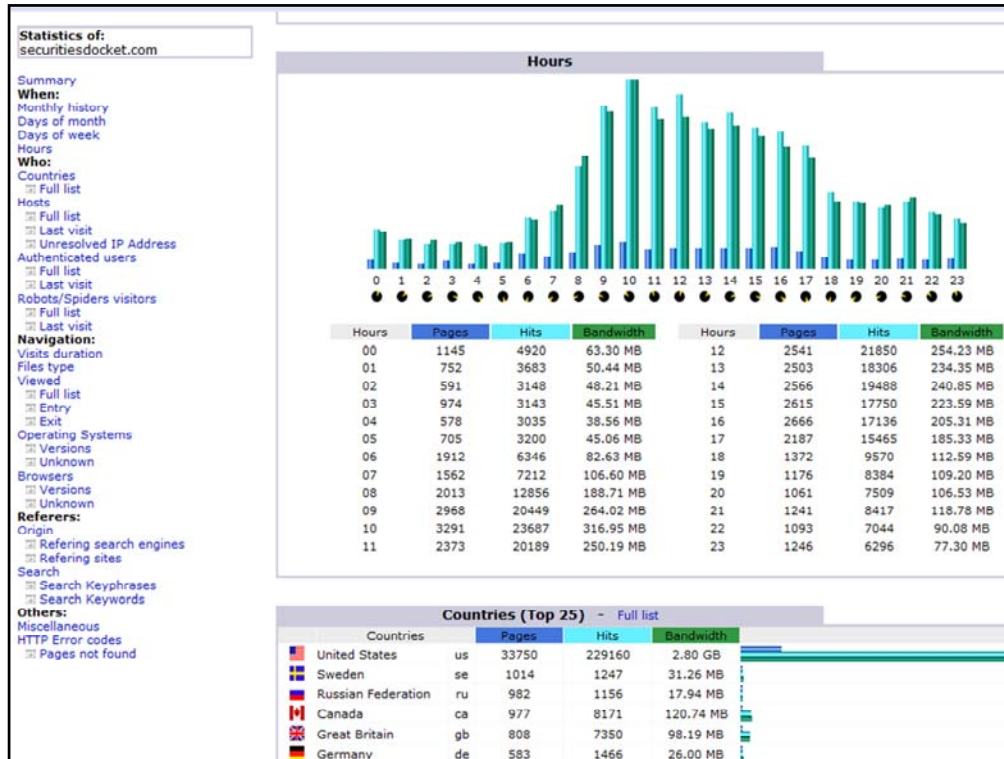 Statistics of:
securitiesdocket.com
Summary
When:
Monthly history
Days of month
Days of week
Hours
Who:
Countries
Full list
Hosts
Full list
Last visit
Unresolved IP Address
Authenticated users
Full list
Last visit
Robots/Spiders visitors
Full list
Last visit
Navigation:
Visits duration
Files type
Viewed
Full list
Entry
Exit
Operating Systems
Versions
Unknown
Browsers
Versions
Unknown
Referers:
Origin
Refering search engines
Refering sites
Search
Search Keyphrases
Search Keywords
Others:
Miscellaneous
HTTP Error codes
Pages not found
Hours
0 1 2 3 4 5 6 7 8 9 10 11 12 13 14 15 16 17 18 19 20 21 22 23
Hours Pages Hits Bandwidth Hours Pages Hits Bandwidth
00 1145 4920 63.30 MB 12 2541 21850 254.23 MB
01 752 3683 50.44 MB 13 2503 18306 234.35 MB
02 591 3148 48.21 MB 14 2566 19488 240.85 MB
03 974 3143 45.51 MB 15 2615 17750 223.59 MB
04 578 3035 38.56 MB 16 2666 17136 205.31 MB
05 705 3200 45.06 MB 17 2187 15465 185.33 MB
06 1912 6346 82.63 MB 18 1372 9570 112.59 MB
07 1562 7212 106.60 MB 19 1176 8384 109.20 MB
08 2013 12856 188.71 MB 20 1061 7509 106.53 MB
09 2968 20449 264.02 MB 21 1241 8417 118.78 MB
10 3291 23687 316.95 MB 22 1093 7044 90.08 MB
11 2373 20189 250.19 MB 23 1246 6296 77.30 MB
Countries (Top 25) - Full list
Countries Pages Hits Bandwidth
United States us 33750 229160 2.80 GB
Sweden se 1014 1247 31.26 MB
Russian Federation ru 982 1156 17.94 MB
Canada ca 977 8171 120.74 MB
Great Britain gb 808 7350 98.19 MB
Germany de 583 1466 26.00 MB